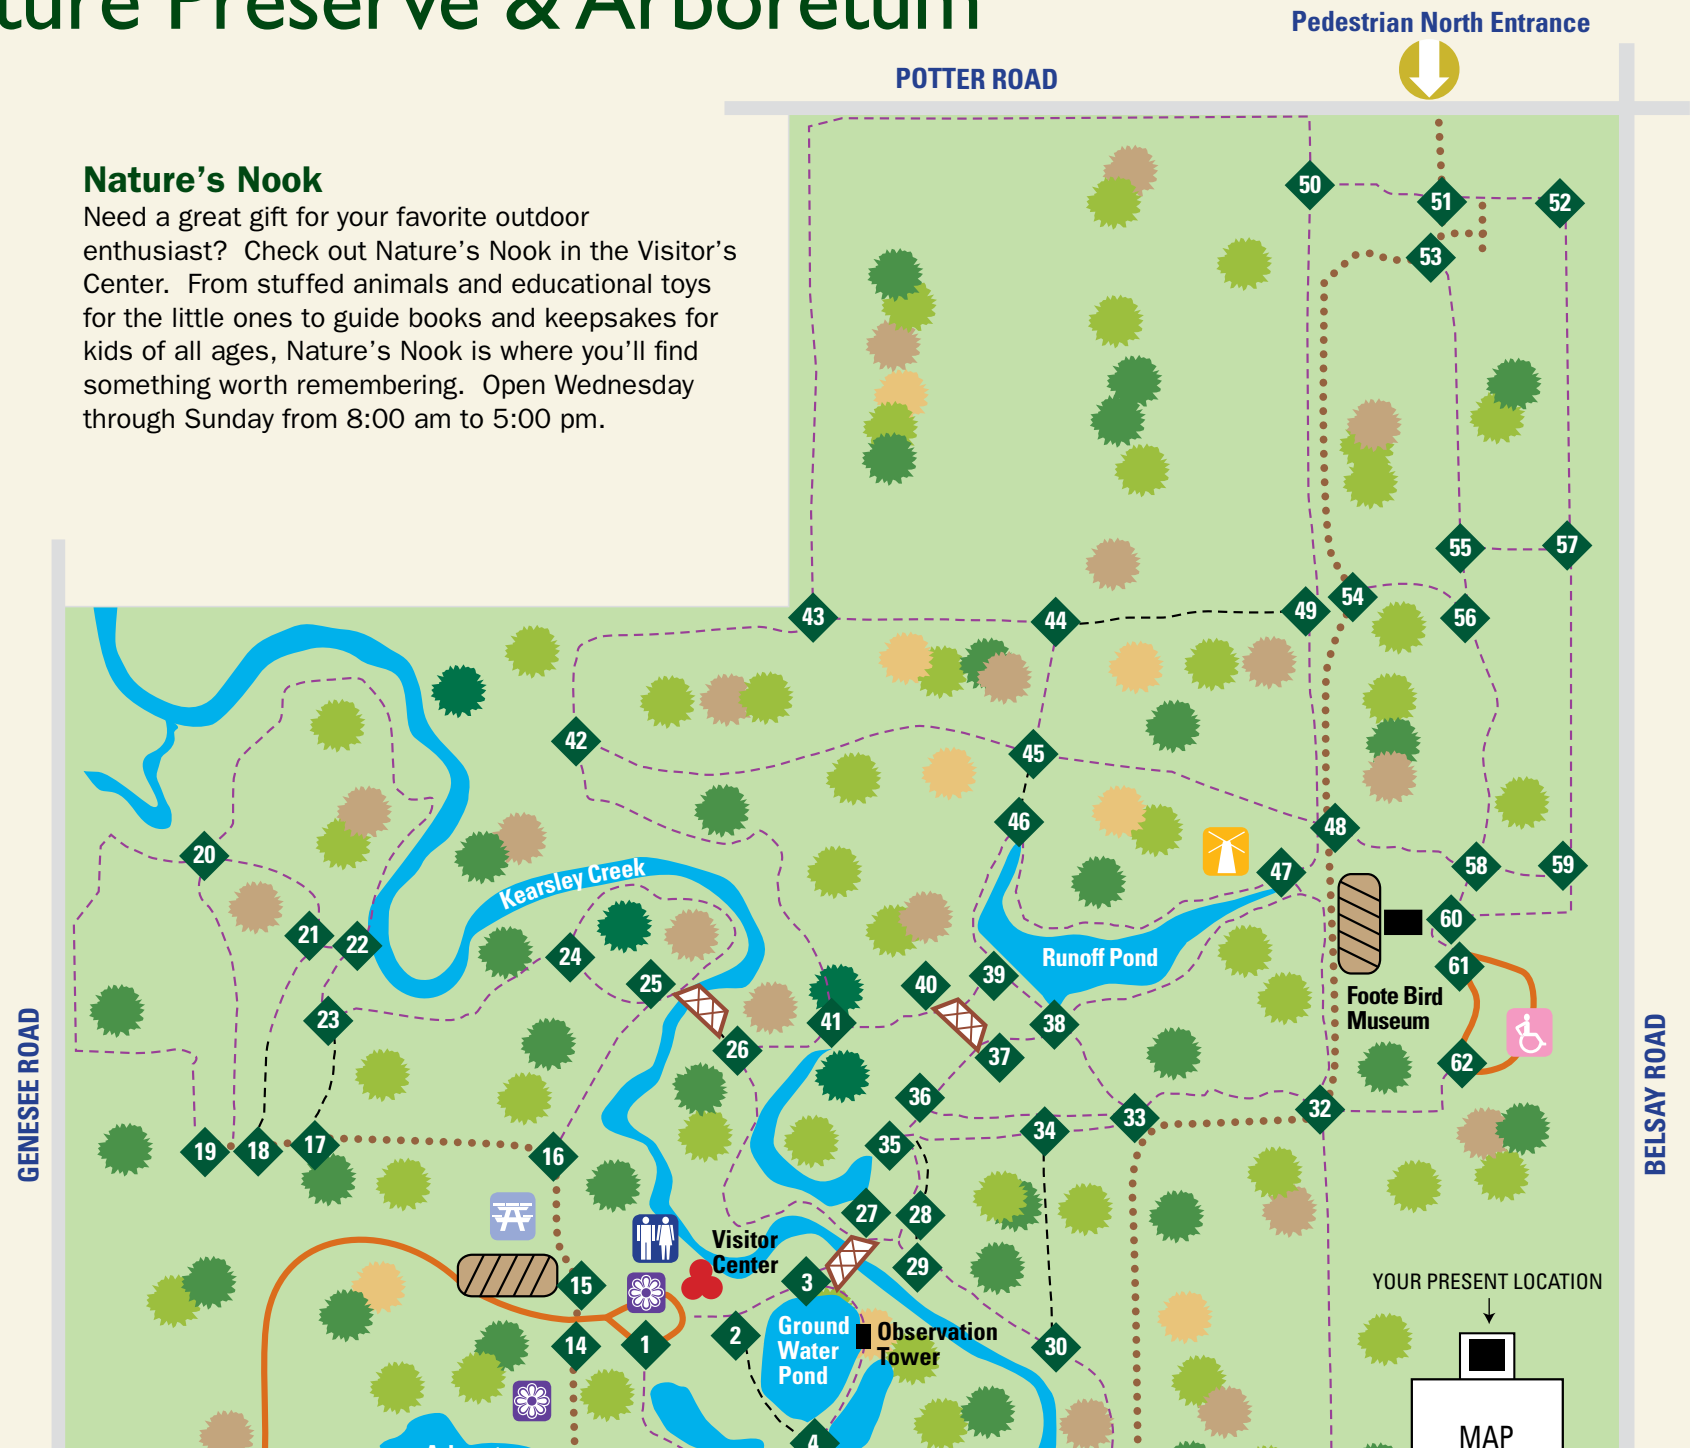 ture Preserve & Arboretum
Pedestrian North Entrance
POTTER ROAD
Nature's Nook
Need a great gift for your favorite outdoor
enthusiast?  Check out Nature's Nook in the Visitor's
Center.  From stuffed animals and educational toys
for the little ones to guide books and keepsakes for
kids of all ages, Nature's Nook is where you'll find
something worth remembering.  Open Wednesday
through Sunday from 8:00 am to 5:00 pm.
50
51
52
53
55
57
54
49
56
43
44
42
45
46
48
20
47
58
59
Kearsley Creek
21
22
60
24
Runoff Pond
61
25
40
39
Foote Bird
Museum
23
41
38
26
37
62
GENESEE ROAD
BELSAY ROAD
36
32
33
34
35
19
18
17
16
27
28
Visitor
Center
29
3
15
YOUR PRESENT LOCATION
Ground
Water
Pond
Observation
Tower
14
1
2
30
4
MAP